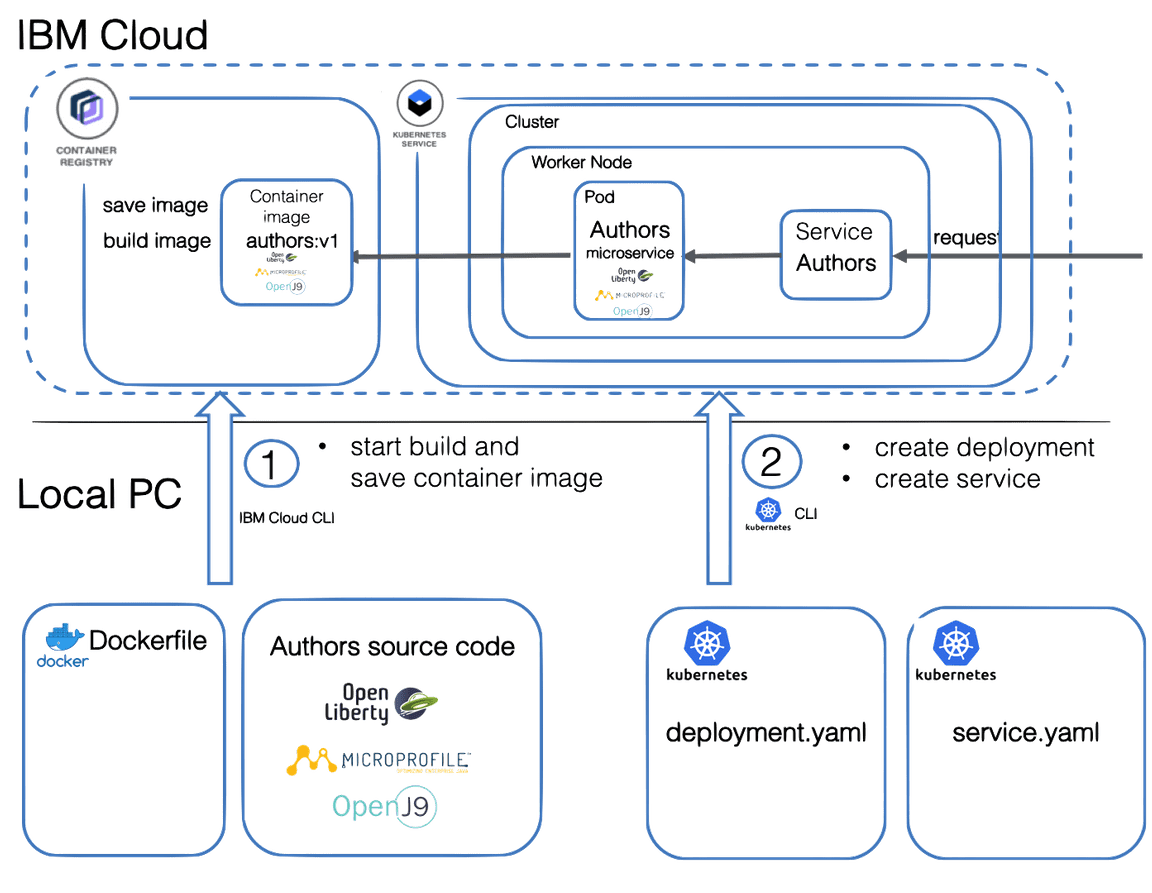 IBM Cloud
CONTAINER
REGISTRY
save image
build image
Container
image
authors:v1
Open
Liberty
MICROPROFILE
OpenJ9
KUBERNETES
SERVICE
Cluster
Worker Node
Pod
Authors
microservice
Open
Liberty
MICROPROFILE
OpenJ9
Service
Authors
request
1
• start build and
save container image
IBM Cloud CLI
2
• create deployment
• create service
kubernetes
CLI
Local PC
docker
Dockerfile
Authors source code
Open
Liberty
MICROPROFILE
OPTIMIZING ENTERPRISE JAVA
OpenJ9
kubernetes
deployment.yaml
kubernetes
service.yaml